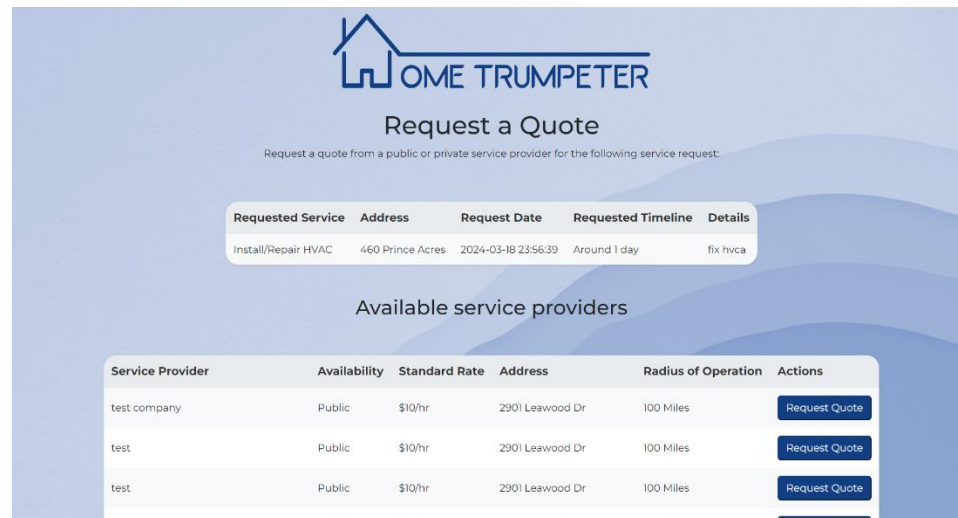 OME TRUMPETER
Request a Quote
Request a quote from a public or private service provider for the following service request:
Requested Service Address Request Date Requested Timeline Details
Install/Repair HVAC 460 Prince Acres 2024-03-18 23:56:39 Around 1 day fix hvca
Available service providers
Service Provider Availability Standard Rate Address Radius of Operation Actions
test company Public $10/hr 2901 Leawood Dr 100 Miles Request Quote
test Public $10/hr 2901 Leawood Dr 100 Miles Request Quote
test Public $10/hr 2901 Leawood Dr 100 Miles Request Quote